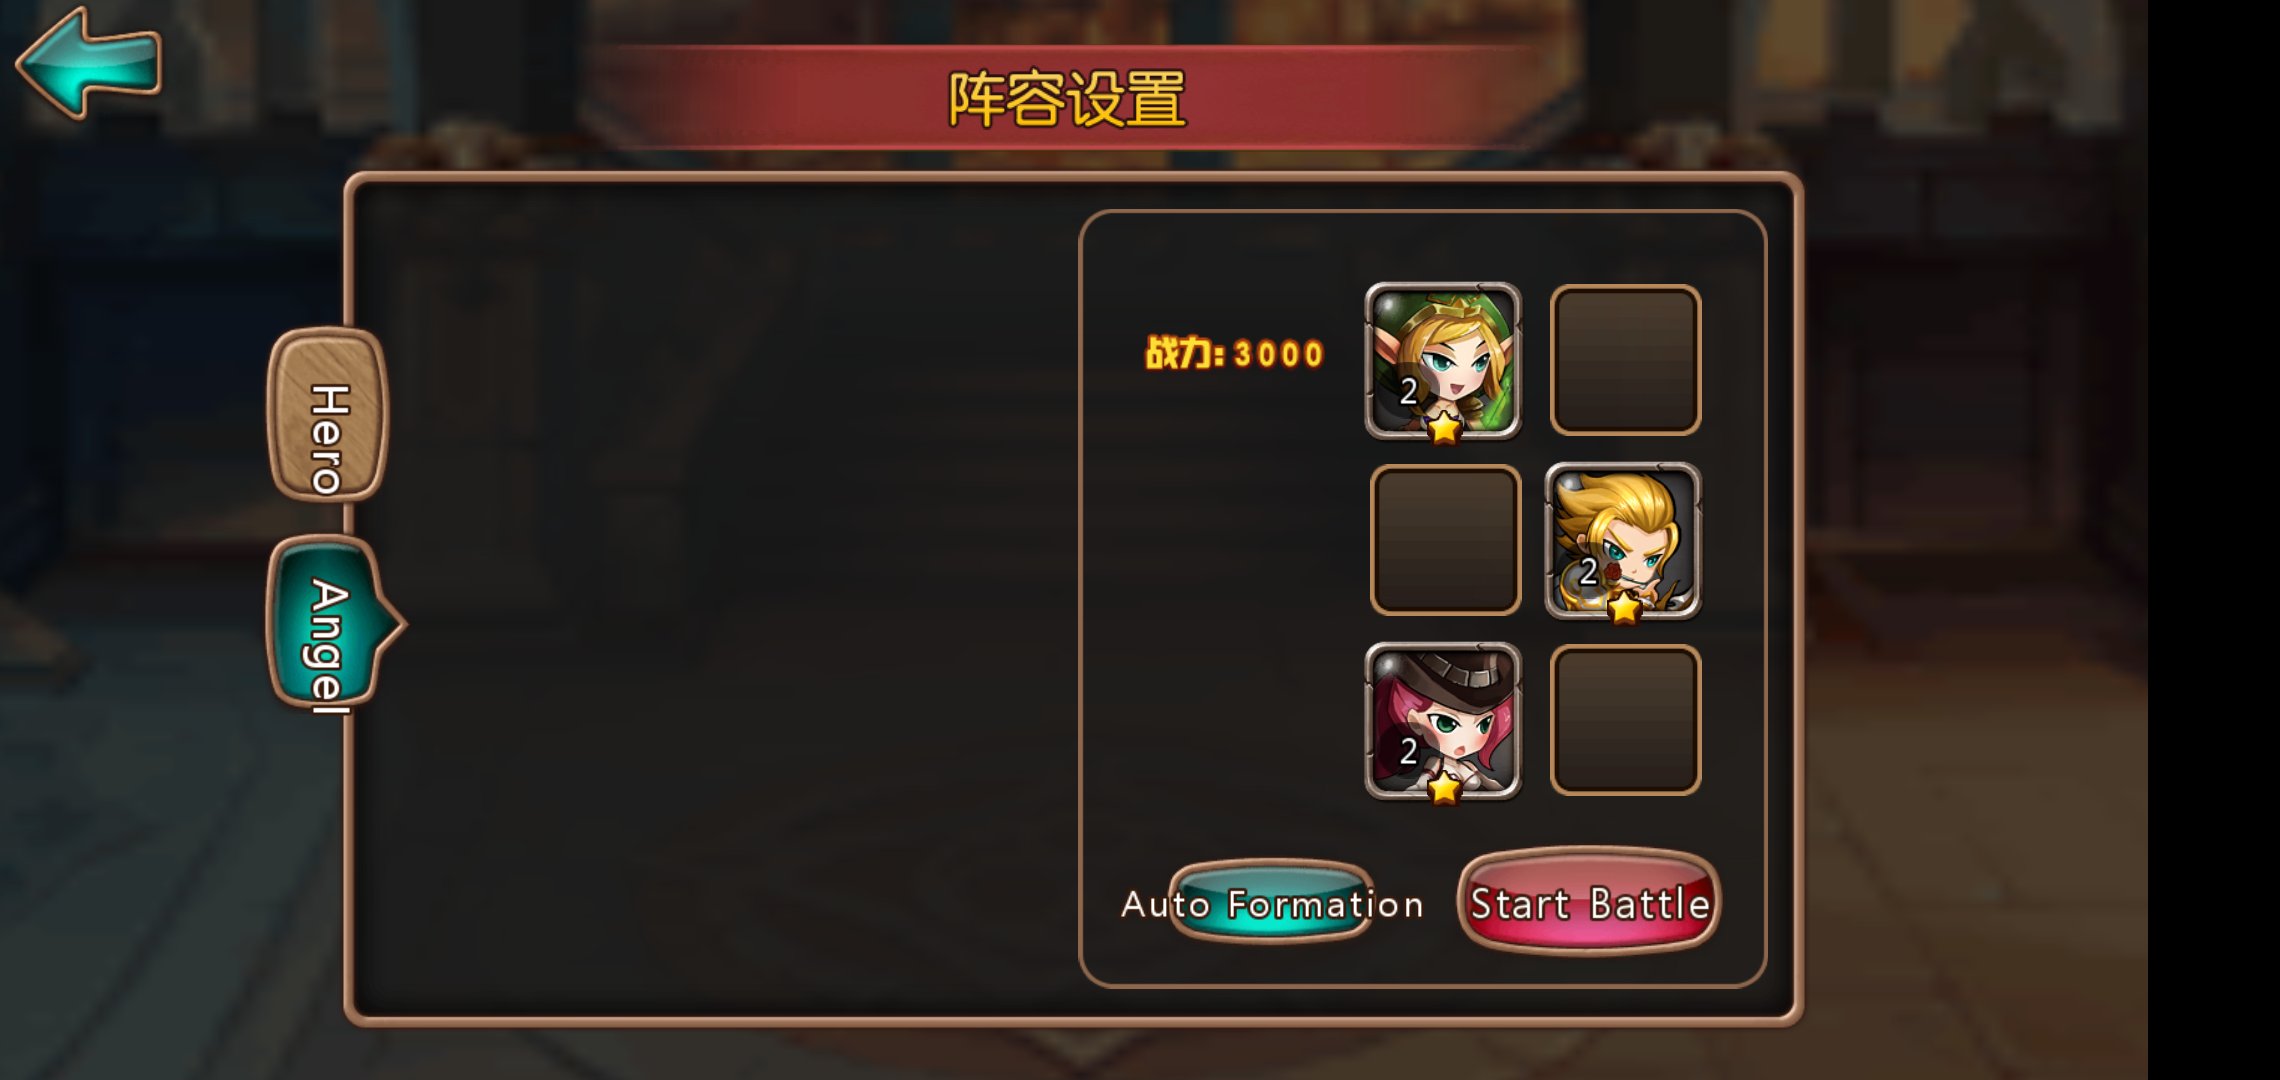 阵容设置
Hero
Angel
战力:3000
2
2
2
Auto Formation
Start Battle